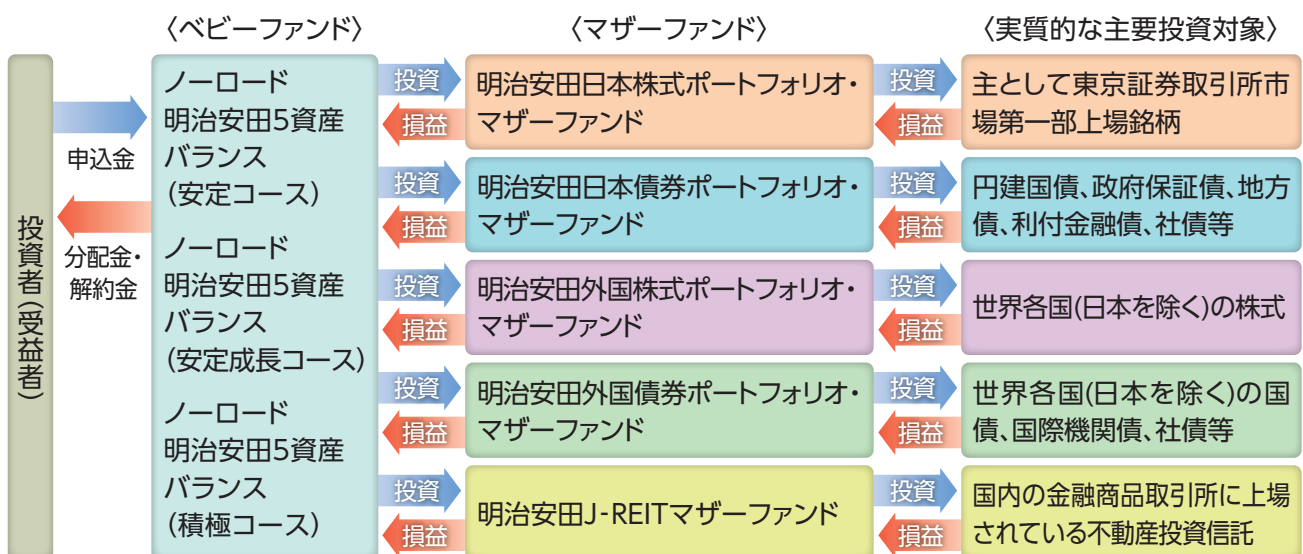 〈ベビーファンド〉
〈マザーファンド〉
〈実質的な主要投資対象〉
投資者(受益者)
申込金
分配金・
解約金
ノーロード
明治安田5資産
バランス
(安定コース)
ノーロード
明治安田5資産
バランス
(安定成長コース)
ノーロード
明治安田5資産
バランス
(積極コース)
投資
損益
明治安田日本株式ポートフォリオ・
マザーファンド
投資
損益
主として東京証券取引所市
場第一部上場銘柄
投資
損益
明治安田日本債券ポートフォリオ・
マザーファンド
投資
損益
円建国債、政府保証債、地方
債、利付金融債、社債等
投資
損益
明治安田外国株式ポートフォリオ・
マザーファンド
投資
損益
世界各国(日本を除く)の株式
投資
損益
明治安田外国債券ポートフォリオ・
マザーファンド
投資
損益
世界各国(日本を除く)の国
債、国際機関債、社債等
投資
損益
明治安田J-REITマザーファンド
投資
損益
国内の金融商品取引所に上場
されている不動産投資信託